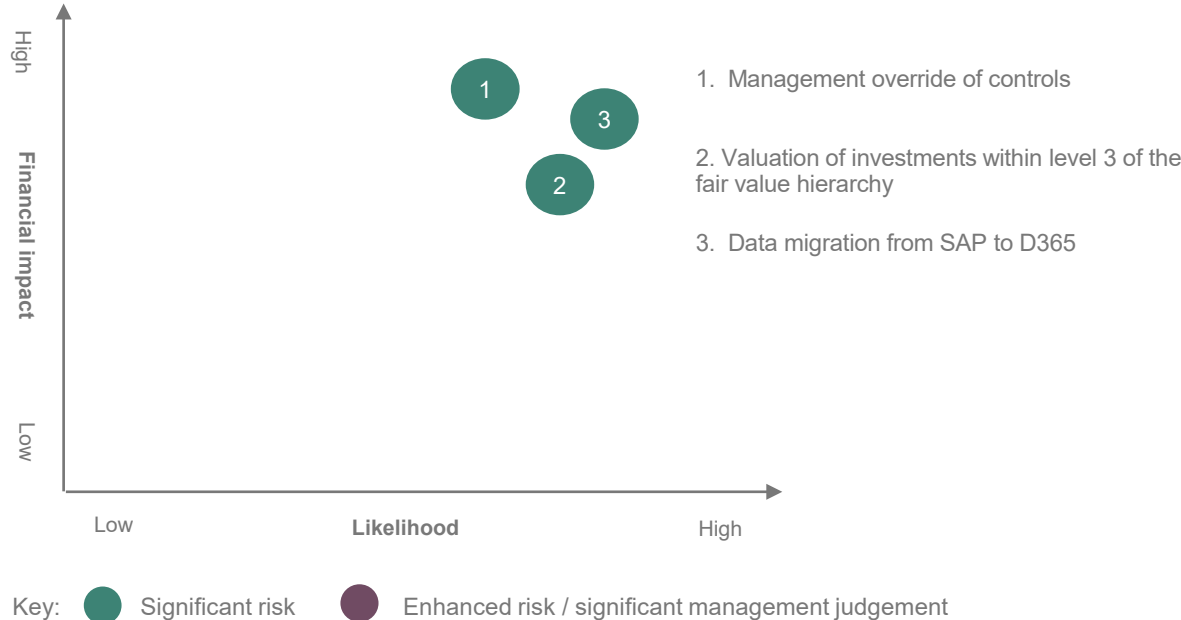 High
Financial impact
Low
1
3
2
1. Management override of controls
2. Valuation of investments within level 3 of the
fair value hierarchy
3. Data migration from SAP to D365
Low
Likelihood
High
Key:
Significant risk
Enhanced risk / significant management judgement